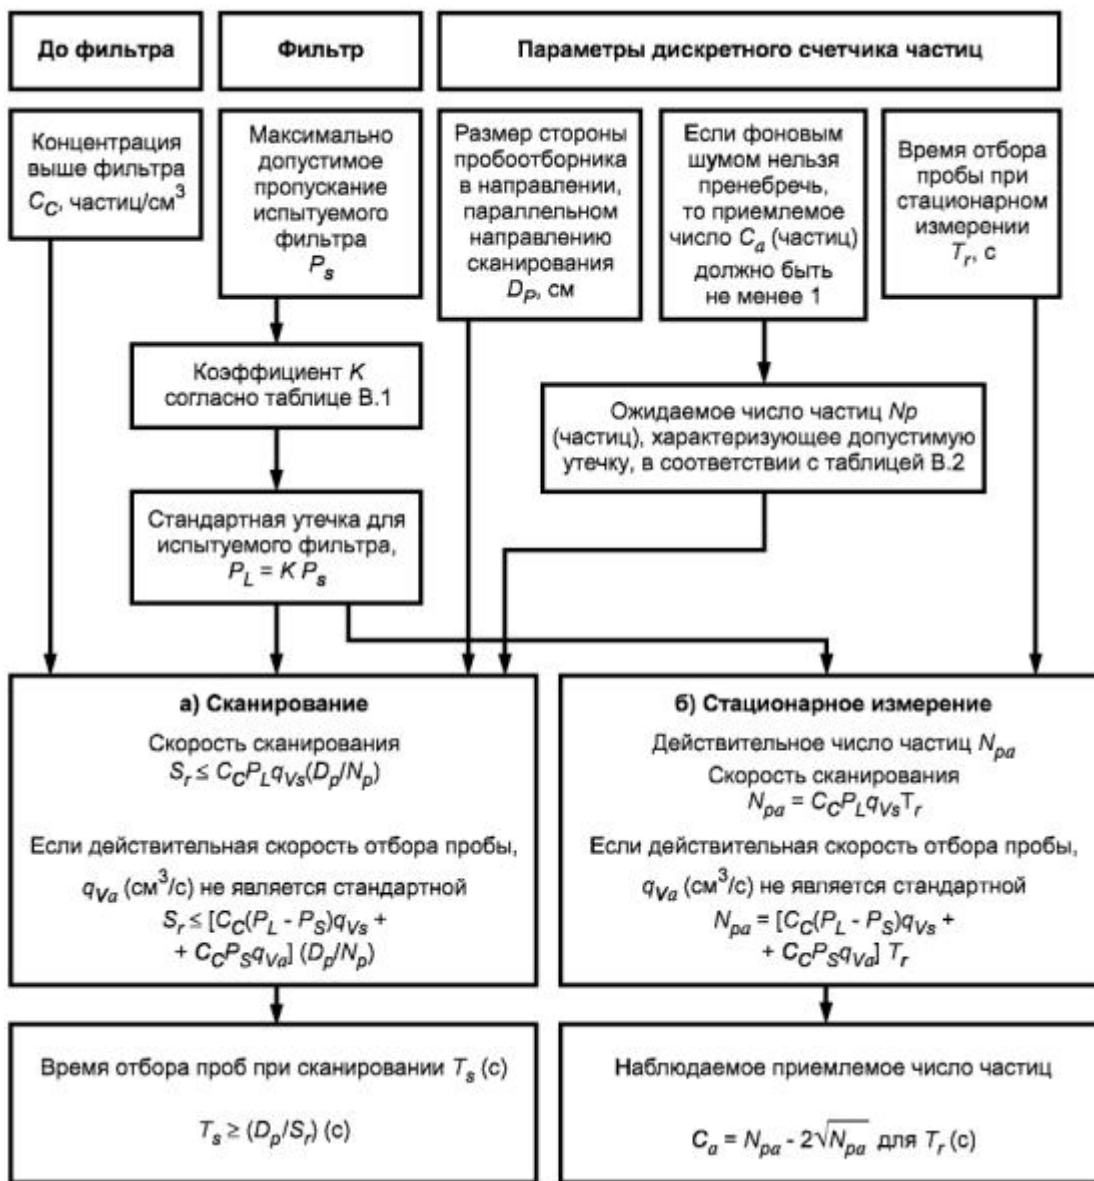 До фильтра
Фильтр
Параметры дискретного счетчика частиц
Концентрация
выше фильтра
C_C, частиц/см³
Максимально
допустимое
пропускание
испытуемого
фильтра
P_s
Размер стороны
пробоотборника
в направлении,
параллельном
направлению
сканирования
D_P, см
Если фоновым
шумом нельзя
пренебречь,
то приемлемое
число C_a (частиц)
должно быть
не менее 1
Время отбора
пробы при
стационарном
измерении
T_r, с
Коэффициент K
согласно таблице В.1
Ожидаемое число частиц Np
(частиц), характеризующее допустимую
утечку, в соответствии с таблицей В.2
Стандартная утечка для
испытуемого фильтра,
P_L = K P_s
а) Сканирование
Скорость сканирования
S_r ≤ C_C P_L q_Vs (D_p/N_p)
Если действительная скорость отбора пробы,
q_Va (см³/с) не является стандартной
S_r ≤ [C_C(P_L - P_S)q_Vs +
+ C_C P_S q_Va] (D_p/N_p)
б) Стационарное измерение
Действительное число частиц N_pa
Скорость сканирования
N_pa = C_C P_L q_Vs T_r
Если действительная скорость отбора пробы,
q_Va (см³/с) не является стандартной
N_pa = [C_C(P_L - P_S)q_Vs +
+ C_C P_S q_Va] T_r
Время отбора проб при сканировании T_s (с)
T_s ≥ (D_p/S_r) (с)
Наблюдаемое приемлемое число частиц
C_a = N_pa - 2√N_pa для T_r (с)